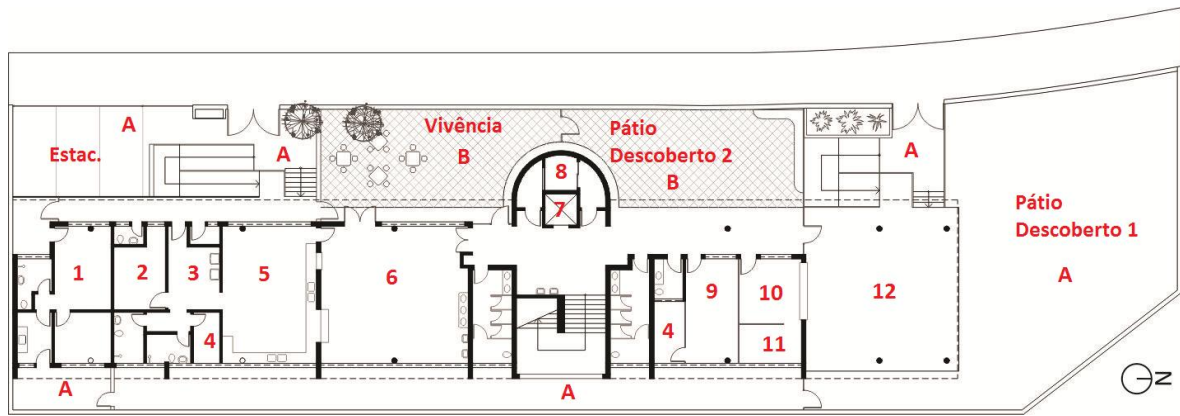 A
Estac.
A
Vivência
B
Pátio
Descoberto 2
B
A
Pátio
Descoberto 1
A
8
7
1
2
3
5
6
9
10
12
4
4
11
A
A
N